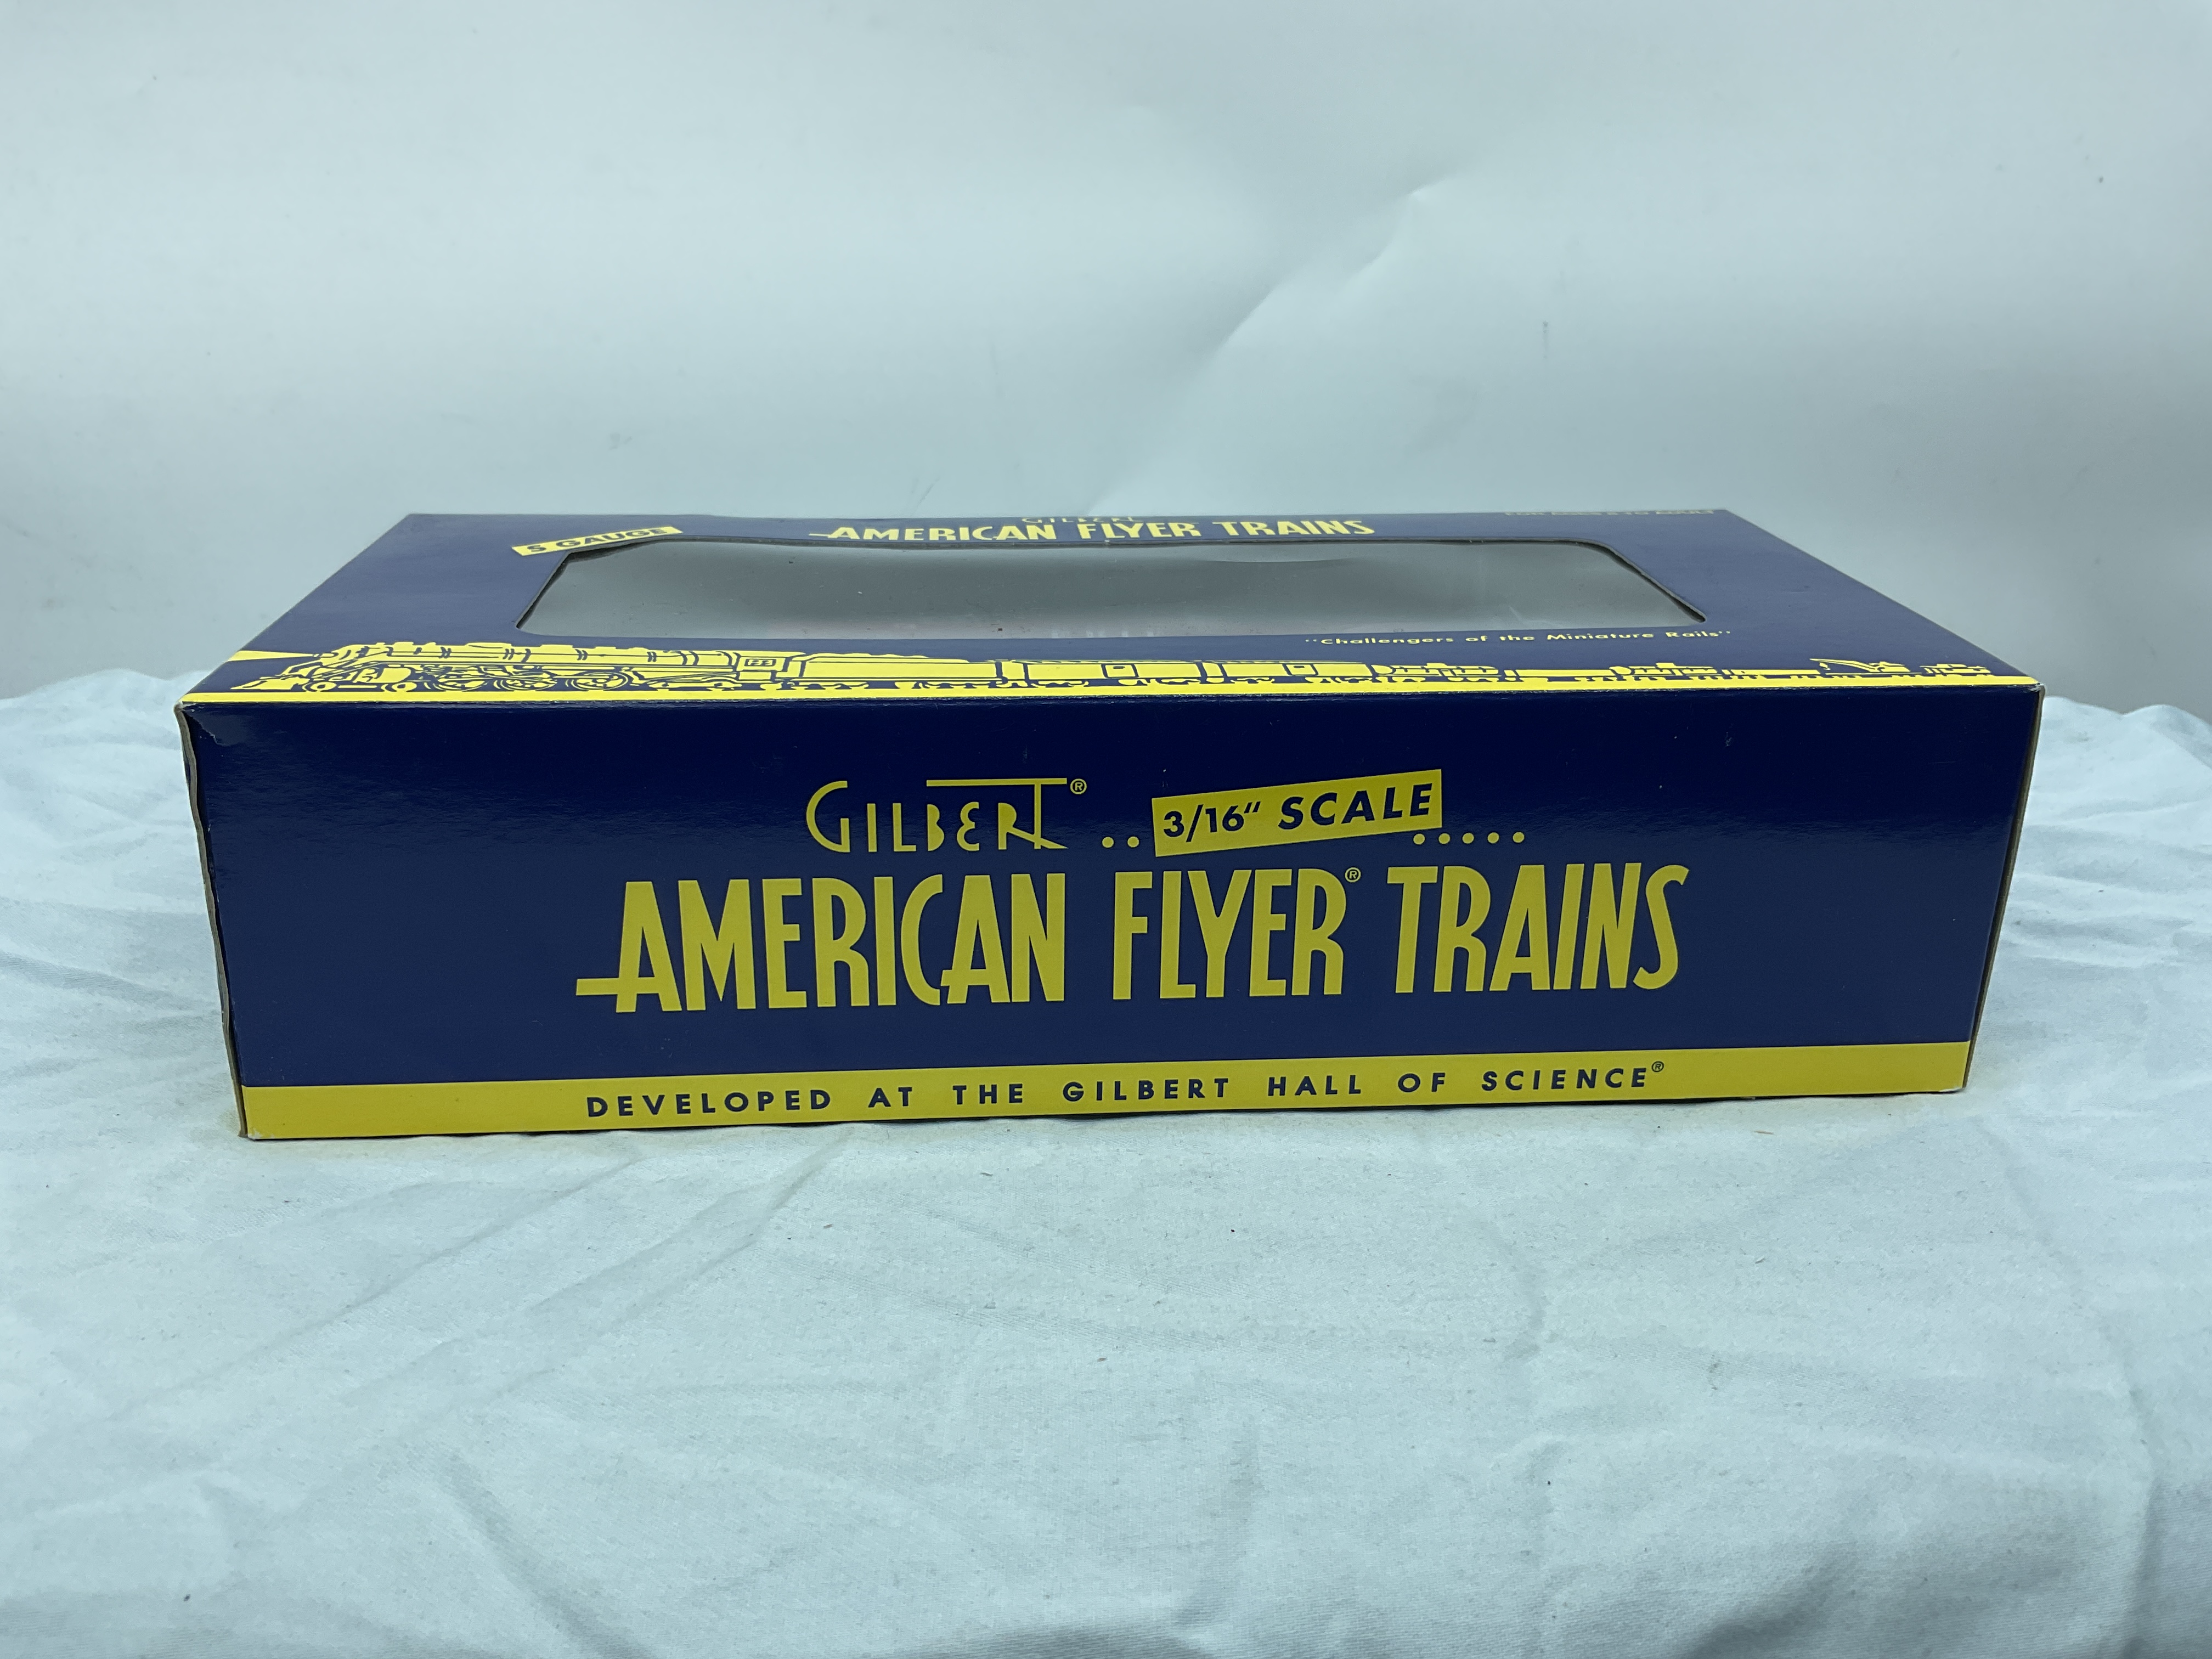 GILBERT
AMERICAN FLYER TRAINS
S GAUGE
"Challengers of the Miniature Rails"
GILBERT® .. 3/16" SCALE .....
AMERICAN FLYER® TRAINS
DEVELOPED AT THE GILBERT HALL OF SCIENCE®